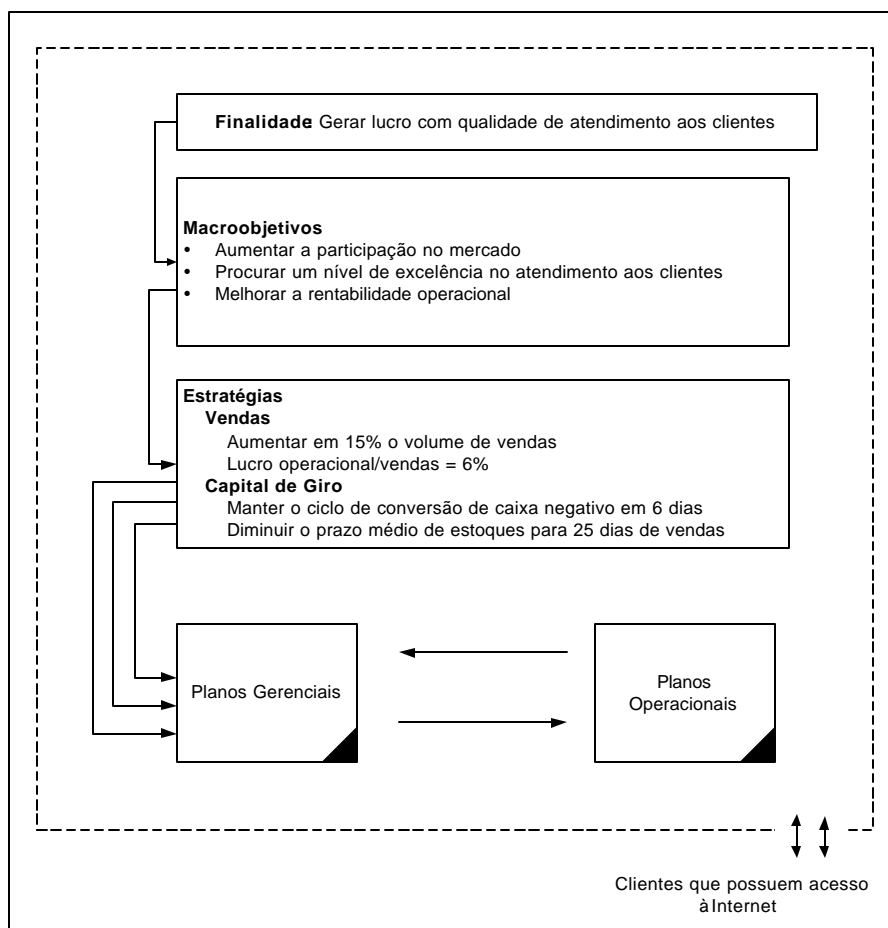 Finalidade: Gerar lucro com qualidade de atendimento aos clientes
Macroobjetivos
• Aumentar a participação no mercado
• Procurar um nível de excelência no atendimento aos clientes
• Melhorar a rentabilidade operacional
Estratégias
Vendas
Aumentar em 15% o volume de vendas
Lucro operacional/vendas = 6%
Capital de Giro
Manter o ciclo de conversão de caixa negativo em 6 dias
Diminuir o prazo médio de estoques para 25 dias de vendas
Planos Gerenciais
Planos
Operacionais
Clientes que possuem acesso
à Internet